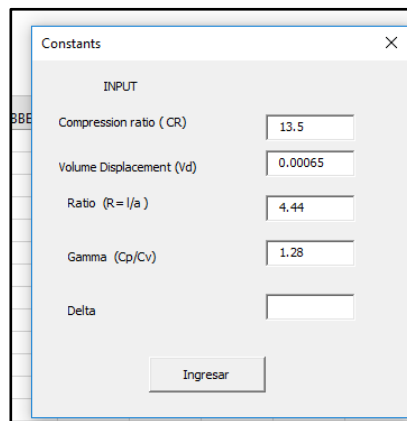 Constants
INPUT
BBE
Compression ratio ( CR) 13.5
Volume Displacement (Vd) 0.00065
Ratio (R= l/a ) 4.44
Gamma (Cp/Cv) 1.28
Delta
Ingresar